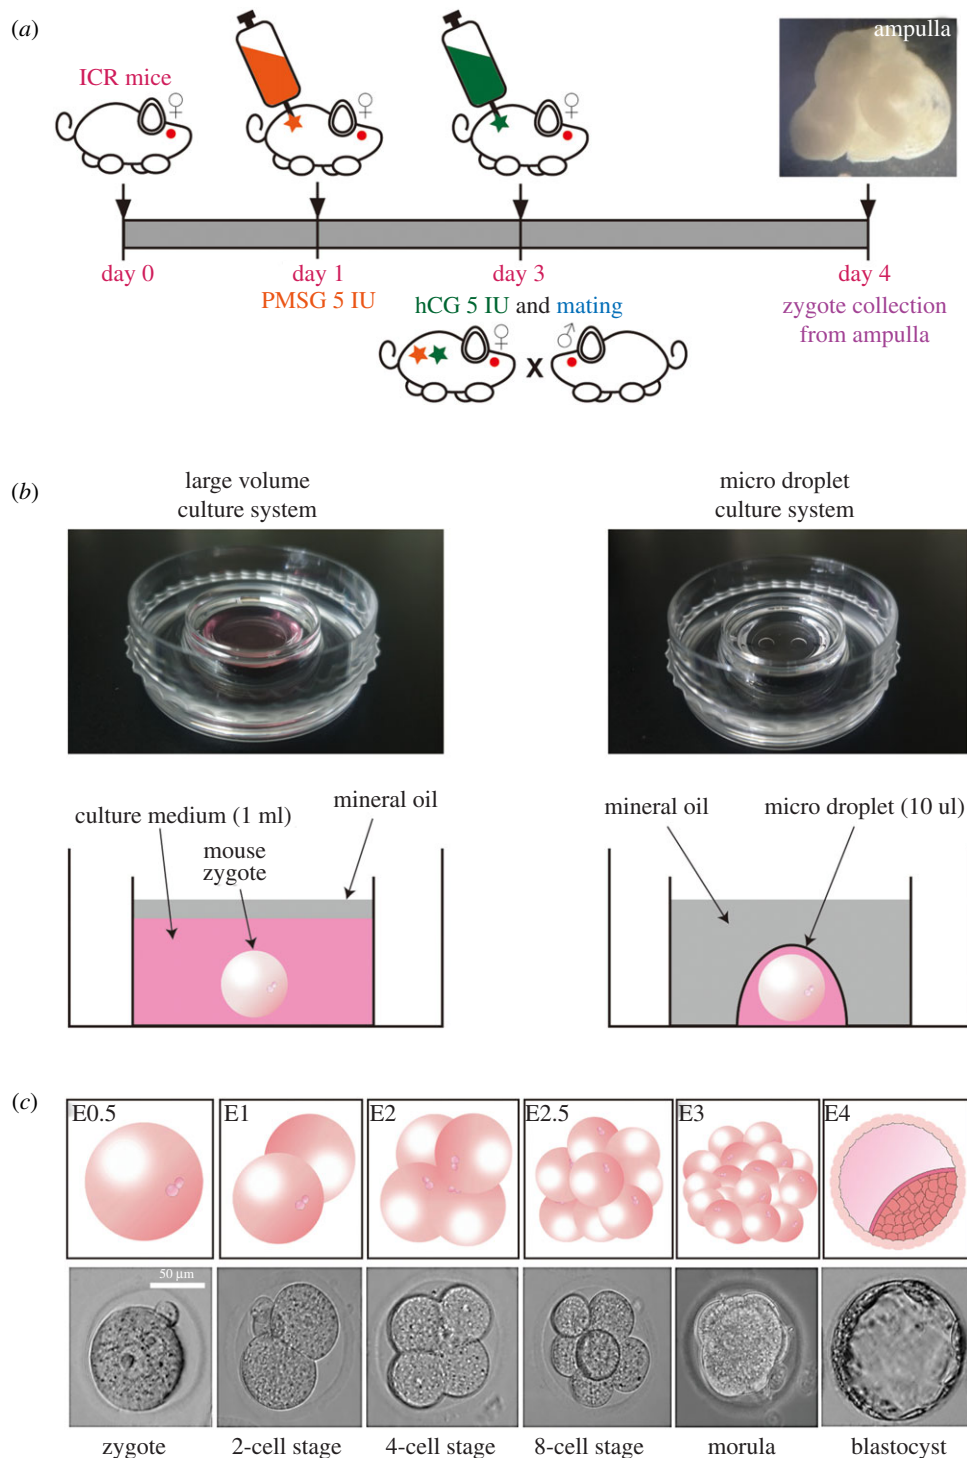 (a)
ampulla
ICR mice
♀
♀
♀
day 0
day 1
day 3
day 4
PMSG 5 IU
hCG 5 IU and mating
zygote collection
from ampulla
♀
♂
X
(b)
large volume
culture system
micro droplet
culture system
culture medium (1 ml)
mineral oil
mouse
zygote
mineral oil
micro droplet (10 ul)
(c)
E0.5
E1
E2
E2.5
E3
E4
50 µm
zygote
2-cell stage
4-cell stage
8-cell stage
morula
blastocyst